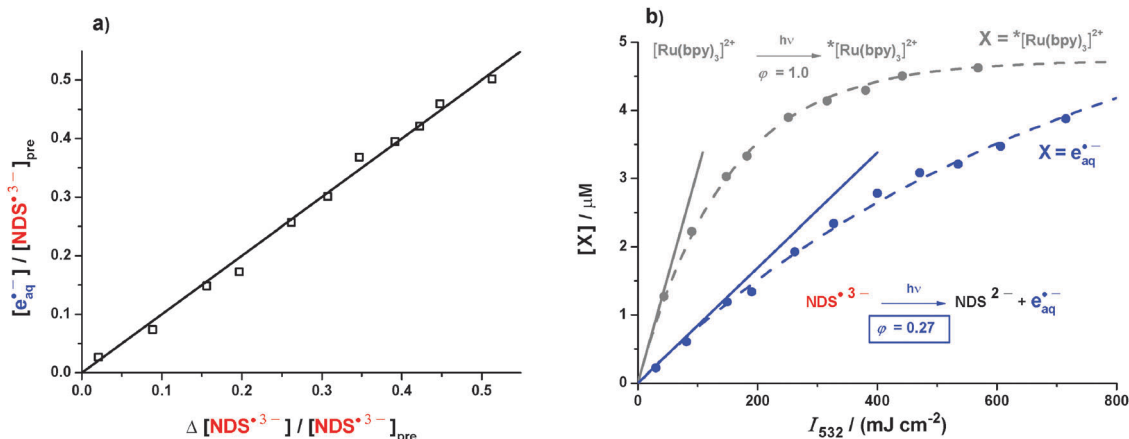 a)
0.5
0.3
0.2
0.1
0.0
0.0
0.1
0.2
0.3
0.4
0.5
[e•−aq] / [NDS•3−]pre
Δ [NDS•3−] / [NDS•3−]pre
b)
[Ru(bpy)3]2+ hν *[Ru(bpy)3]2+
φ = 1.0
X = *[Ru(bpy)3]2+
X = e•−aq
NDS•3− hν NDS2− + e•−aq
φ = 0.27
5
4
3
2
1
0
0
200
400
600
800
[X] / μM
I532 / (mJ cm−2)